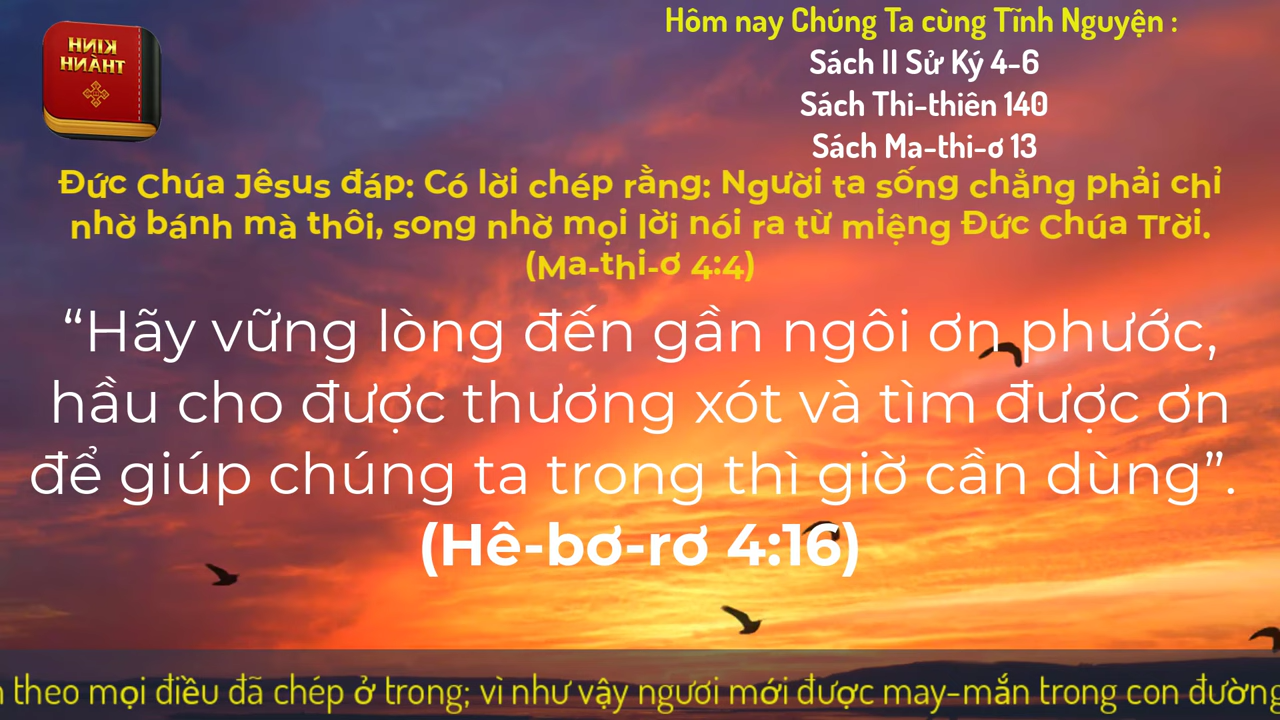 KINH
THÁNH
Hôm nay Chúng Ta cùng Tĩnh Nguyện :
Sách II Sử Ký 4-6
Sách Thi-thiên 140
Sách Ma-thi-ơ 13
Đức Chúa Jêsus đáp: Có lời chép rằng: Người ta sống chẳng phải chỉ
nhờ bánh mà thôi, song nhờ mọi lời nói ra từ miệng Đức Chúa Trời.
(Ma-thi-ơ 4:4)
“Hãy vững lòng đến gần ngôi ơn phước,
hầu cho được thương xót và tìm được ơn
để giúp chúng ta trong thì giờ cần dùng”.
(Hê-bơ-rơ 4:16)
theo mọi điều đã chép ở trong; vì như vậy ngươi mới được may-mắn trong con đường